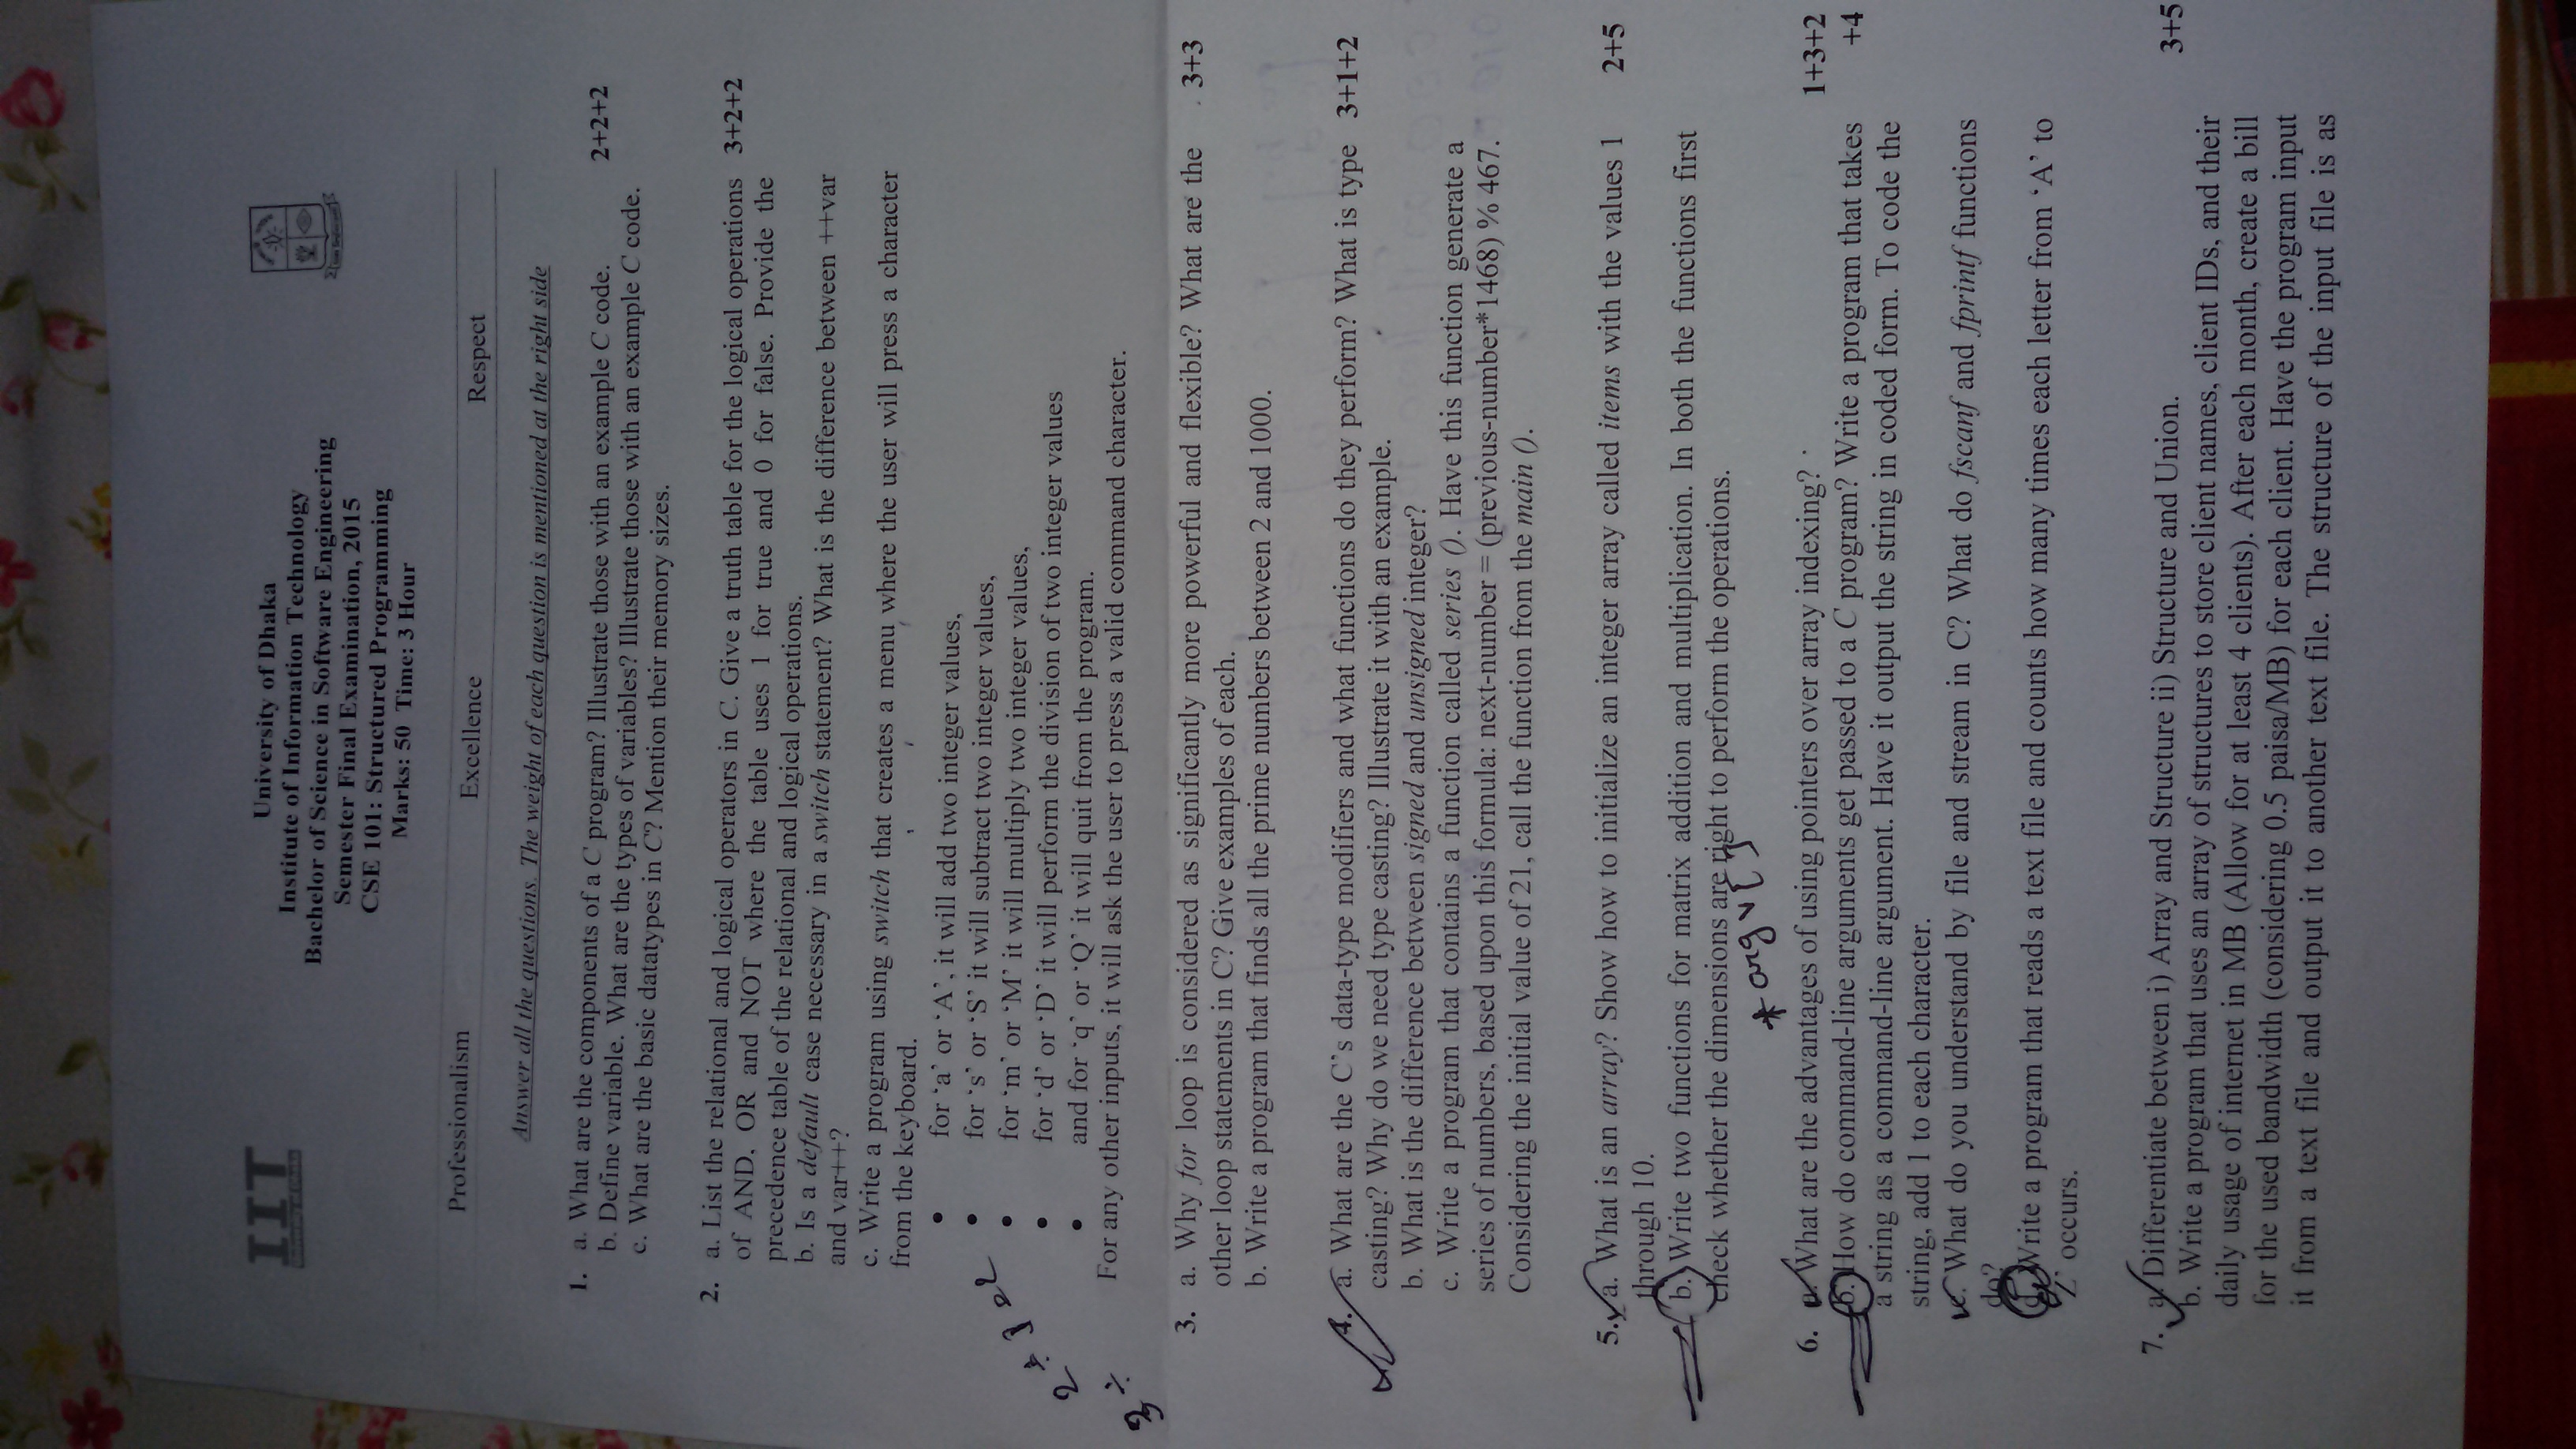 IIT
University of Dhaka
University of Dhaka
Institute of Information Technology
Bachelor of Science in Software Engineering
Semester Final Examination, 2015
CSE 101: Structured Programming
Marks: 50 Time: 3 Hour
Professionalism Excellence Respect
Answer all the questions. The weight of each question is mentioned at the right side
1. a. What are the components of a C program? Illustrate those with an example C code. 2+2+2
b. Define variable. What are the types of variables? Illustrate those with an example C code.
c. What are the basic datatypes in C? Mention their memory sizes.
2. a. List the relational and logical operators in C. Give a truth table for the logical operations 3+2+2
of AND, OR and NOT where the table uses 1 for true and 0 for false. Provide the
precedence table of the relational and logical operations.
b. Is a default case necessary in a switch statement? What is the difference between ++var
and var++?
c. Write a program using switch that creates a menu where the user will press a character
from the keyboard.
• for ‘a’ or ‘A’, it will add two integer values,
• for ‘s’ or ‘S’ it will subtract two integer values,
• for ‘m’ or ‘M’ it will multiply two integer values,
• for ‘d’ or ‘D’ it will perform the division of two integer values
• and for ‘q’ or ‘Q’ it will quit from the program.
For any other inputs, it will ask the user to press a valid command character.
3 ÷
3. a. Why for loop is considered as significantly more powerful and flexible? What are the 3+3
other loop statements in C? Give examples of each.
b. Write a program that finds all the prime numbers between 2 and 1000.
4. a. What are the C's data-type modifiers and what functions do they perform? What is type 3+1+2
casting? Why do we need type casting? Illustrate it with an example.
b. What is the difference between signed and unsigned integer?
c. Write a program that contains a function called series (). Have this function generate a
series of numbers, based upon this formula: next-number = (previous-number*1468) % 467.
Considering the initial value of 21, call the function from the main ().
5. a. What is an array? Show how to initialize an integer array called items with the values 1 2+5
through 10.
b. Write two functions for matrix addition and multiplication. In both the functions first
check whether the dimensions are right to perform the operations.
* argv[]
6. a. What are the advantages of using pointers over array indexing? 1+3+2
b. How do command-line arguments get passed to a C program? Write a program that takes +4
a string as a command-line argument. Have it output the string in coded form. To code the
string, add 1 to each character.
c. What do you understand by file and stream in C? What do fscanf and fprintf functions
do?
d. Write a program that reads a text file and counts how many times each letter from ‘A’ to
‘Z’ occurs.
7. a. Differentiate between i) Array and Structure ii) Structure and Union. 3+5
b. Write a program that uses an array of structures to store client names, client IDs, and their
daily usage of internet in MB (Allow for at least 4 clients). After each month, create a bill
for the used bandwidth (considering 0.5 paisa/MB) for each client. Have the program input
it from a text file and output it to another text file. The structure of the input file is as